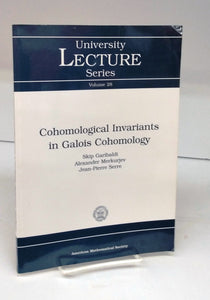 University
LECTURE
Series
Volume 28
Cohomological Invariants
in Galois Cohomology
Skip Garibaldi
Alexander Merkurjev
Jean-Pierre Serre
American Mathematical Society